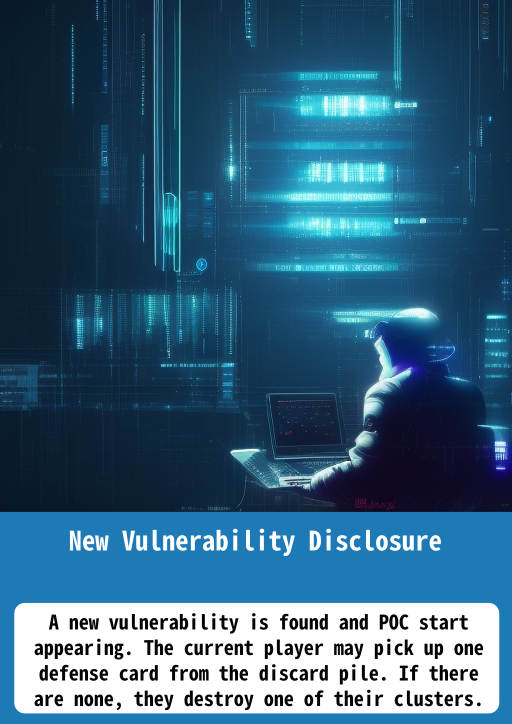 New Vulnerability Disclosure
A new vulnerability is found and POC start
appearing. The current player may pick up one
defense card from the discard pile. If there
are none, they destroy one of their clusters.